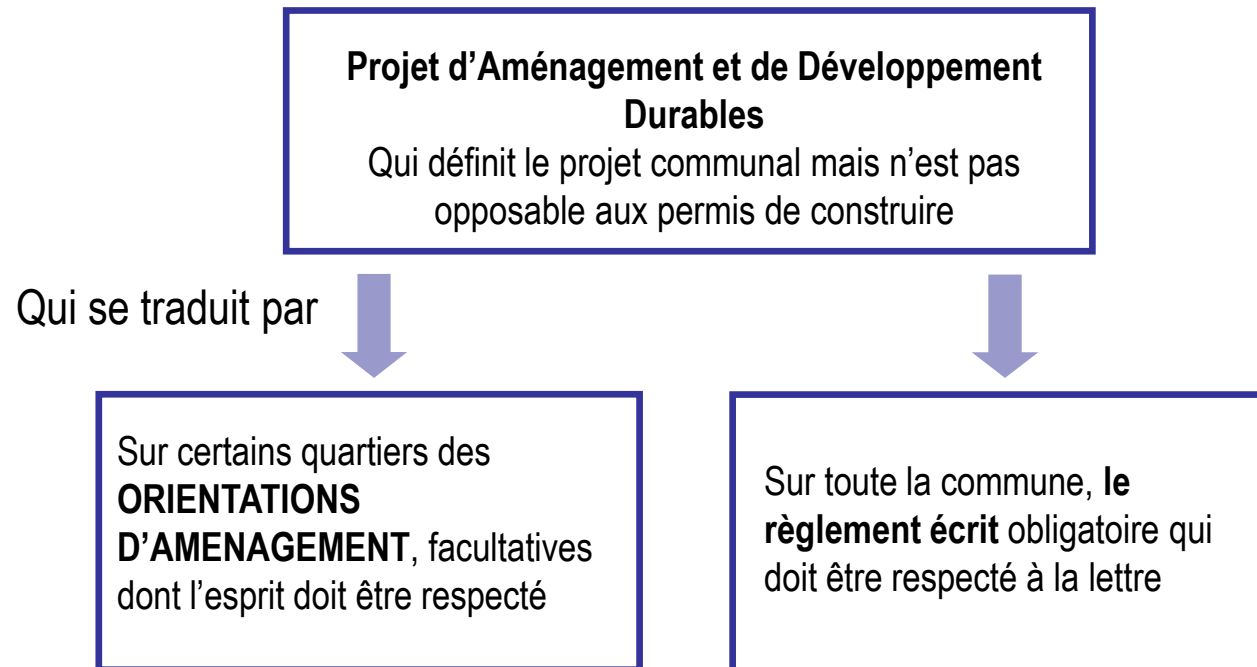 Projet d’Aménagement et de Développement
Durables
Qui définit le projet communal mais n’est pas
opposable aux permis de construire
Qui se traduit par
Sur certains quartiers des
ORIENTATIONS
D’AMENAGEMENT, facultatives
dont l’esprit doit être respecté
Sur toute la commune, le
règlement écrit obligatoire qui
doit être respecté à la lettre